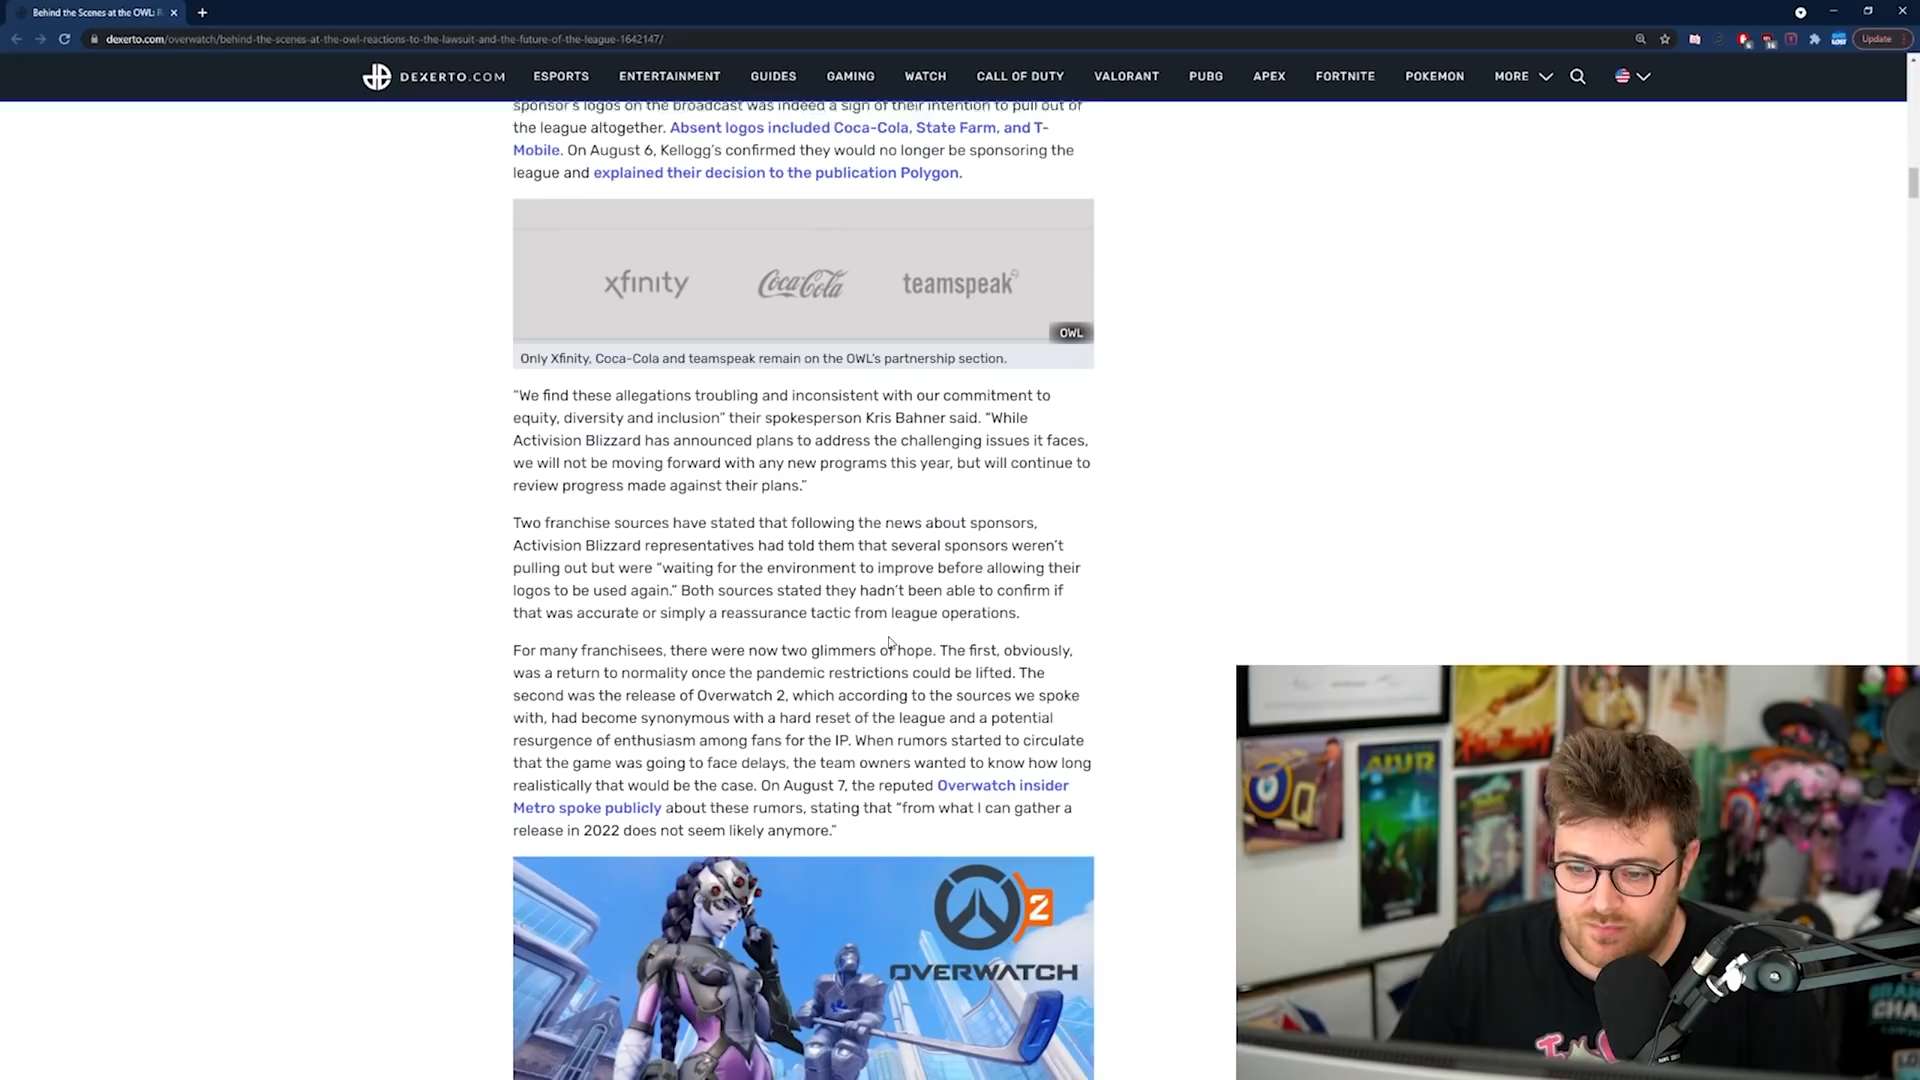 Behind the Scenes at the OWL: R
dexerto.com/overwatch/behind-the-scenes-at-the-owl-reactions-to-the-lawsuit-and-the-future-of-the-league-1642147/
Update
DEXERTO.COM ESPORTS ENTERTAINMENT GUIDES GAMING WATCH CALL OF DUTY VALORANT PUBG APEX FORTNITE POKEMON MORE
sponsor's logos on the broadcast was indeed a sign of their intention to pull out of
the league altogether. Absent logos included Coca-Cola, State Farm, and T-
Mobile. On August 6, Kellogg's confirmed they would no longer be sponsoring the
league and explained their decision to the publication Polygon.
xfinity Coca-Cola teamspeak
OWL
Only Xfinity, Coca-Cola and teamspeak remain on the OWL's partnership section.
“We find these allegations troubling and inconsistent with our commitment to
equity, diversity and inclusion” their spokesperson Kris Bahner said. “While
Activision Blizzard has announced plans to address the challenging issues it faces,
we will not be moving forward with any new programs this year, but will continue to
review progress made against their plans.”
Two franchise sources have stated that following the news about sponsors,
Activision Blizzard representatives had told them that several sponsors weren't
pulling out but were “waiting for the environment to improve before allowing their
logos to be used again.” Both sources stated they hadn't been able to confirm if
that was accurate or simply a reassurance tactic from league operations.
For many franchisees, there were now two glimmers of hope. The first, obviously,
was a return to normality once the pandemic restrictions could be lifted. The
second was the release of Overwatch 2, which according to the sources we spoke
with, had become synonymous with a hard reset of the league and a potential
resurgence of enthusiasm among fans for the IP. When rumors started to circulate
that the game was going to face delays, the team owners wanted to know how long
realistically that would be the case. On August 7, the reputed Overwatch insider
Metro spoke publicly about these rumors, stating that “from what I can gather a
release in 2022 does not seem likely anymore.”
2
OVERWATCH